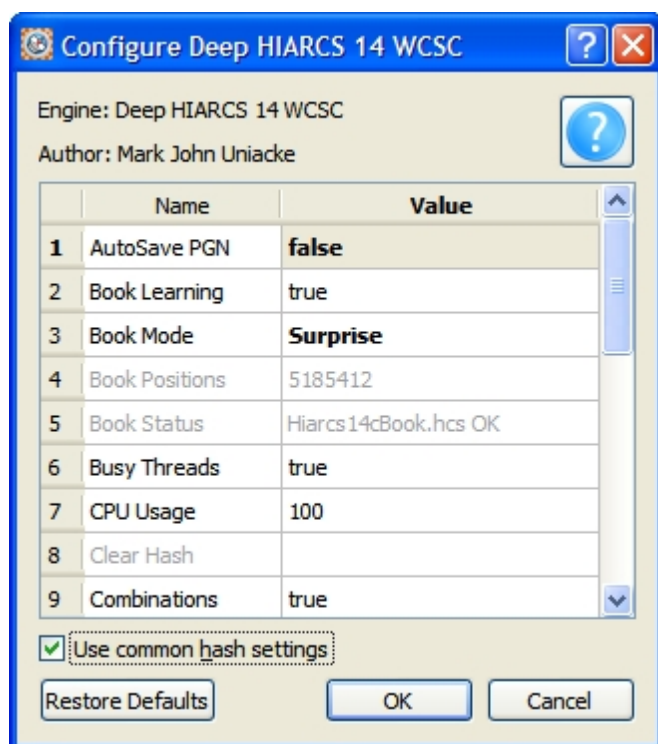 Configure Deep HIARCS 14 WCSC ?
Engine: Deep HIARCS 14 WCSC
Author: Mark John Uniacke
?
Name Value
1 AutoSave PGN false
2 Book Learning true
3 Book Mode Surprise
4 Book Positions 5185412
5 Book Status Hiarcs14cBook.hcs OK
6 Busy Threads true
7 CPU Usage 100
8 Clear Hash
9 Combinations true
Use common hash settings
Restore Defaults OK Cancel